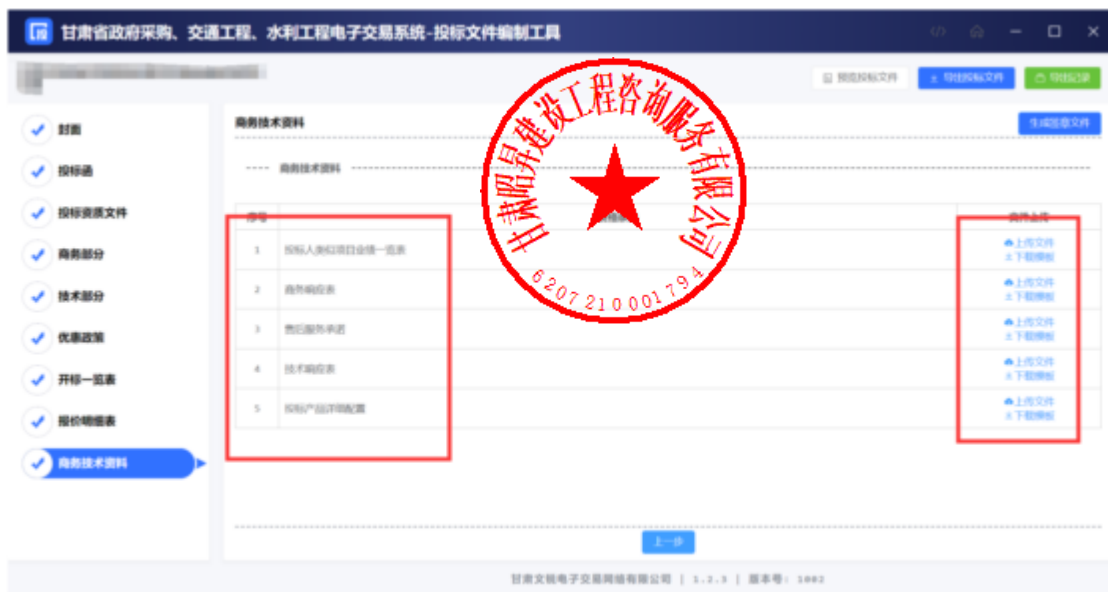 甘肃省政府采购、交通工程、水利工程电子交易系统-投标文件编制工具
预览投标文件 导出投标文件 导出记录
封面
投标函
投标资质文件
商务部分
技术部分
优惠政策
开标一览表
报价明细表
商务技术资料
商务技术资料 生成签章文件
商务技术资料
序号 文件上传
1 投标人类似项目业绩一览表 上传文件 下载模板
2 商务响应表 上传文件 下载模板
3 售后服务承诺 上传文件 下载模板
4 技术响应表 上传文件 下载模板
5 投标产品详细配置 上传文件 下载模板
甘肃昭昇建设工程咨询服务有限公司
6207210001794
上一步
甘肃文锐电子交易网络有限公司 | 1.2.3 | 版本号: 1002